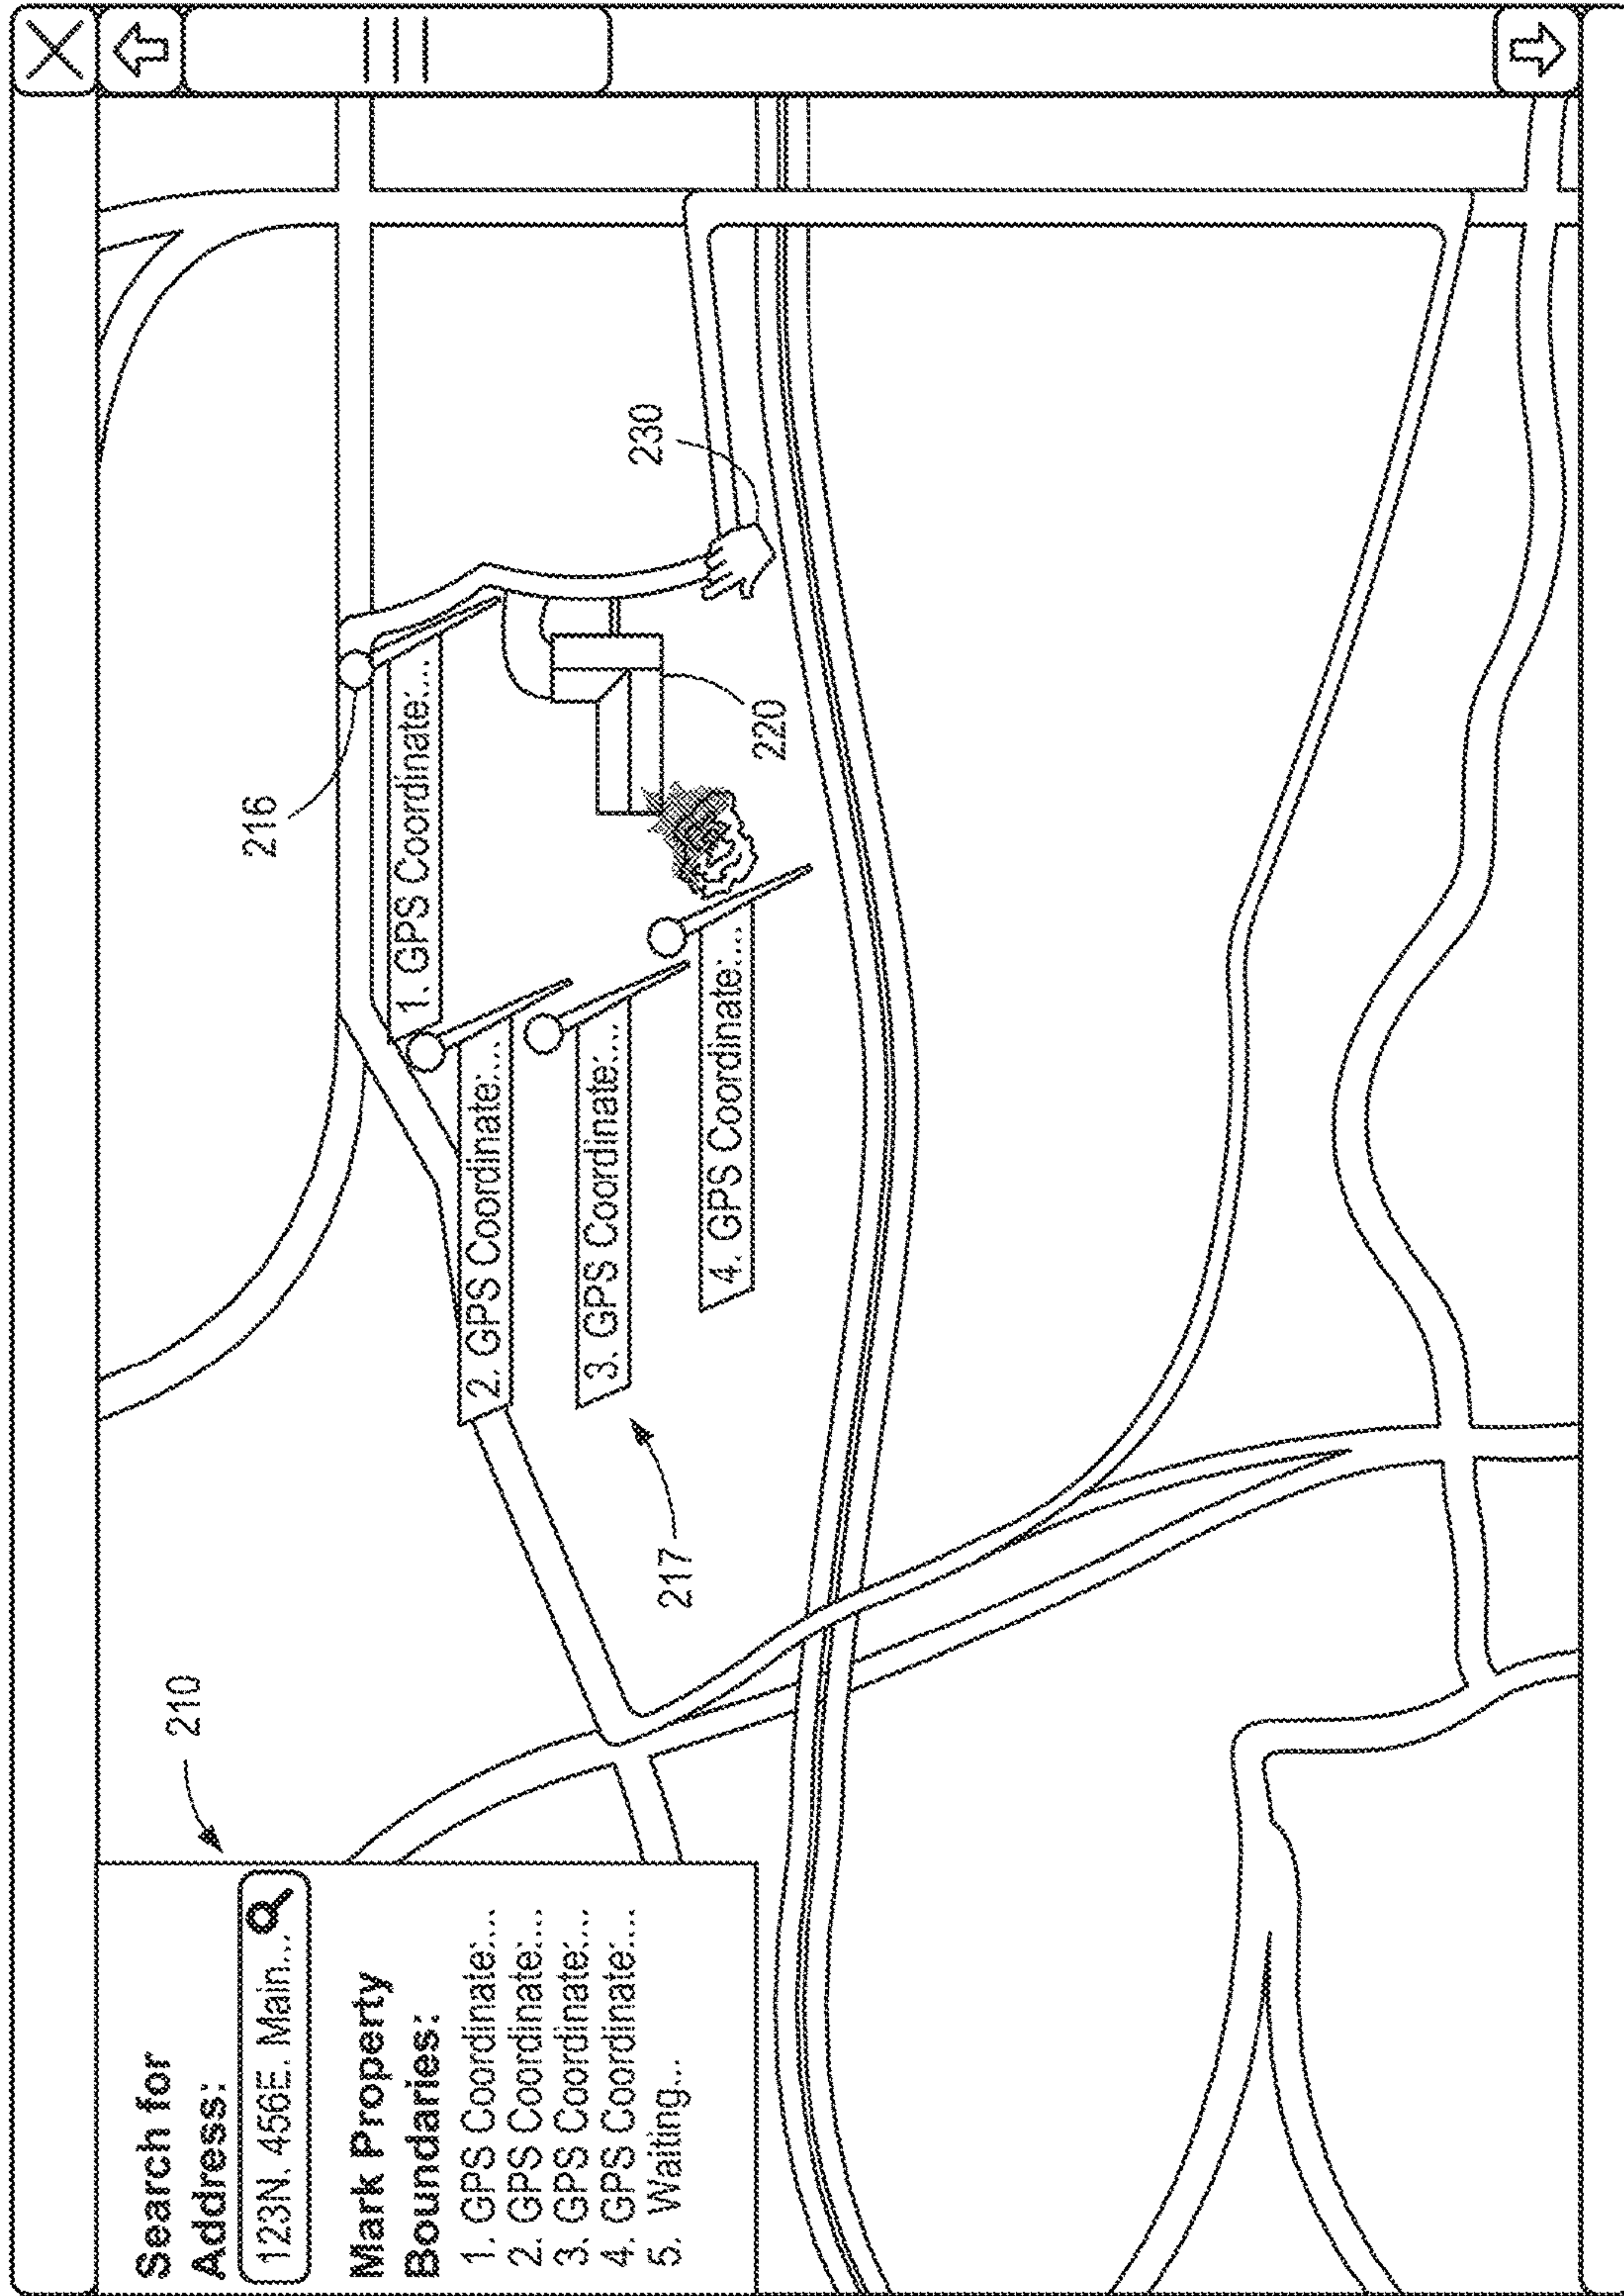 Search for
Address:
123N. 456E. Main...
Mark Property
Boundaries:
1. GPS Coordinate:...
2. GPS Coordinate:...
3. GPS Coordinate:...
4. GPS Coordinate:...
5. Waiting...
210
216
1. GPS Coordinate:...
2. GPS Coordinate:...
3. GPS Coordinate:...
4. GPS Coordinate:...
217
220
230